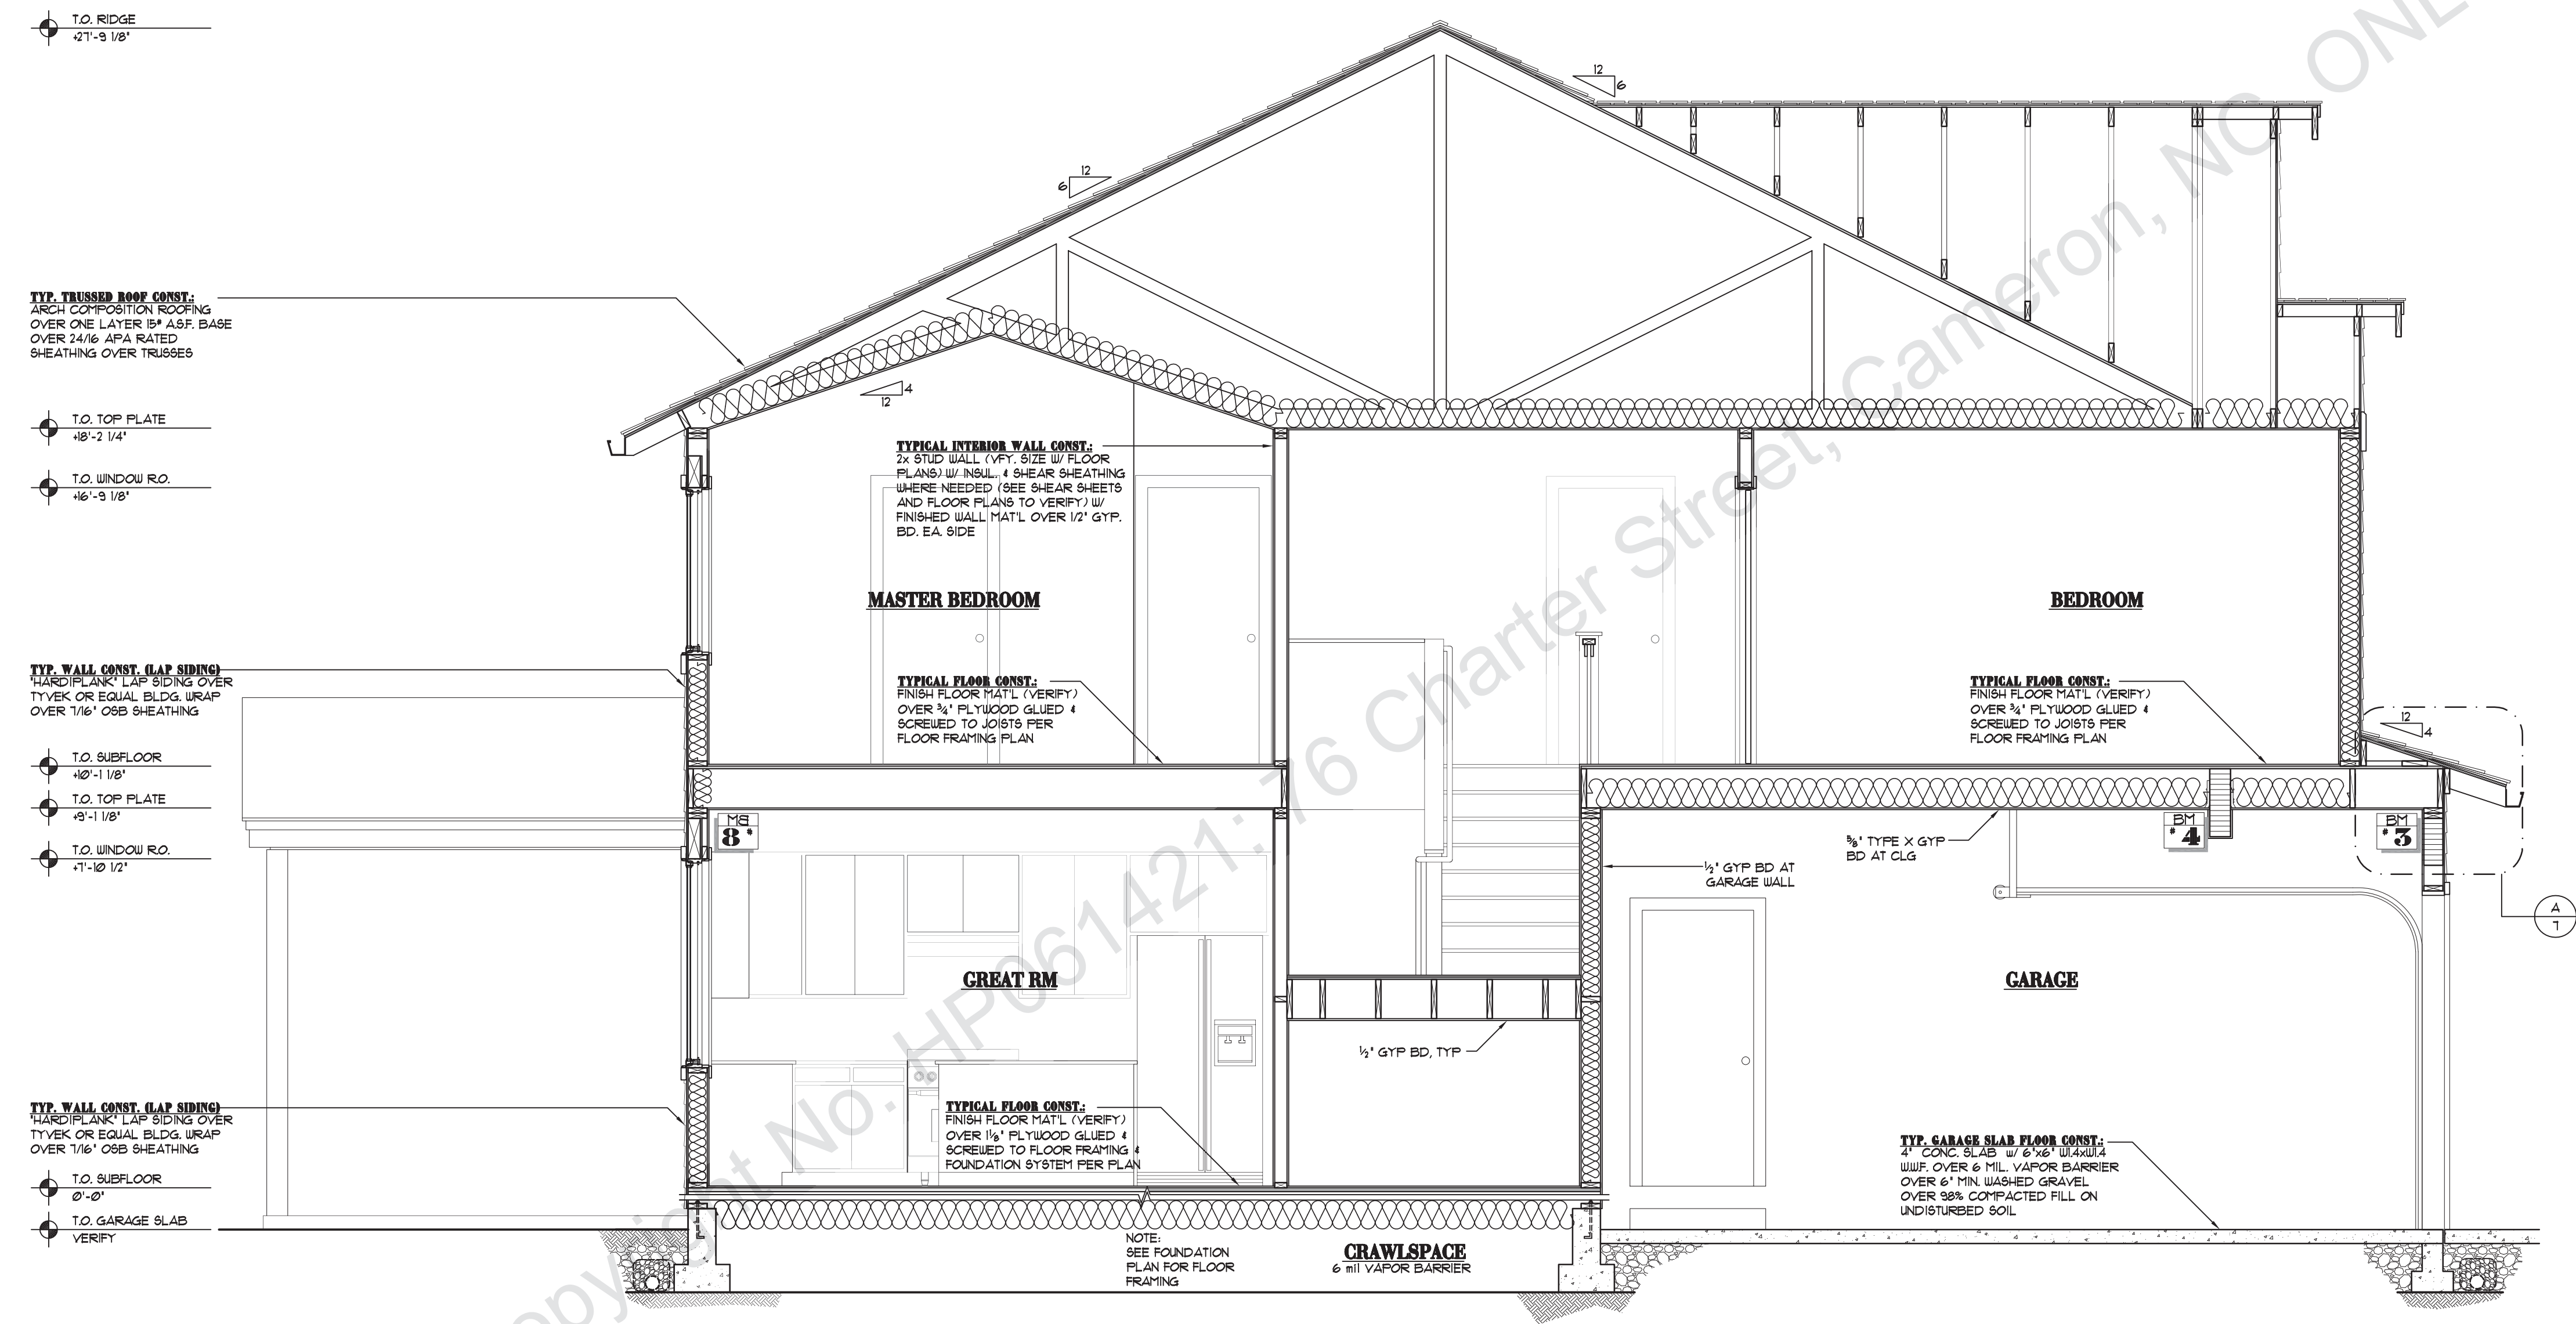 T.O. RIDGE
+27'-9 1/8"
12
6
12
6
TYP. TRUSSED ROOF CONST.:
ARCH COMPOSITION ROOFING
OVER ONE LAYER 15# A.S.F. BASE
OVER 24/16 APA RATED
SHEATHING OVER TRUSSES
4
12
T.O. TOP PLATE
+18'-2 1/4"
T.O. WINDOW R.O.
+16'-9 1/8"
TYPICAL INTERIOR WALL CONST.:
2x STUD WALL (VFY. SIZE W/ FLOOR
PLANS) W/ INSUL. & SHEAR SHEATHING
WHERE NEEDED (SEE SHEAR SHEETS
AND FLOOR PLANS TO VERIFY) W/
FINISHED WALL MAT'L OVER 1/2" GYP.
BD. EA. SIDE
MASTER BEDROOM
BEDROOM
TYP. WALL CONST. (LAP SIDING)
"HARDIPLANK" LAP SIDING OVER
TYVEK OR EQUAL BLDG. WRAP
OVER 7/16" OSB SHEATHING
TYPICAL FLOOR CONST.:
FINISH FLOOR MAT'L (VERIFY)
OVER 3/4" PLYWOOD GLUED &
SCREWED TO JOISTS PER
FLOOR FRAMING PLAN
TYPICAL FLOOR CONST.:
FINISH FLOOR MAT'L (VERIFY)
OVER 3/4" PLYWOOD GLUED &
SCREWED TO JOISTS PER
FLOOR FRAMING PLAN
12
4
T.O. SUBFLOOR
+10'-1 1/8"
T.O. TOP PLATE
+9'-1 1/8"
T.O. WINDOW R.O.
+7'-10 1/2"
8 #
BM
# 4
BM
# 3
5/8" TYPE X GYP
BD AT CLG
1/2" GYP BD AT
GARAGE WALL
A
7
GREAT RM
GARAGE
1/2" GYP BD, TYP
TYP. WALL CONST. (LAP SIDING)
"HARDIPLANK" LAP SIDING OVER
TYVEK OR EQUAL BLDG. WRAP
OVER 7/16" OSB SHEATHING
TYPICAL FLOOR CONST.:
FINISH FLOOR MAT'L (VERIFY)
OVER 1 1/8" PLYWOOD GLUED &
SCREWED TO FLOOR FRAMING &
FOUNDATION SYSTEM PER PLAN
TYP. GARAGE SLAB FLOOR CONST.:
4" CONC. SLAB w/ 6"x6" W1.4xW1.4
W.W.F. OVER 6 MIL. VAPOR BARRIER
OVER 6" MIN. WASHED GRAVEL
OVER 98% COMPACTED FILL ON
UNDISTURBED SOIL
T.O. SUBFLOOR
0'-0"
T.O. GARAGE SLAB
VERIFY
NOTE:
SEE FOUNDATION
PLAN FOR FLOOR
FRAMING
CRAWLSPACE
6 mil VAPOR BARRIER
opyright No. HP061421: 76 Charter Street, Cameron, NC ONL